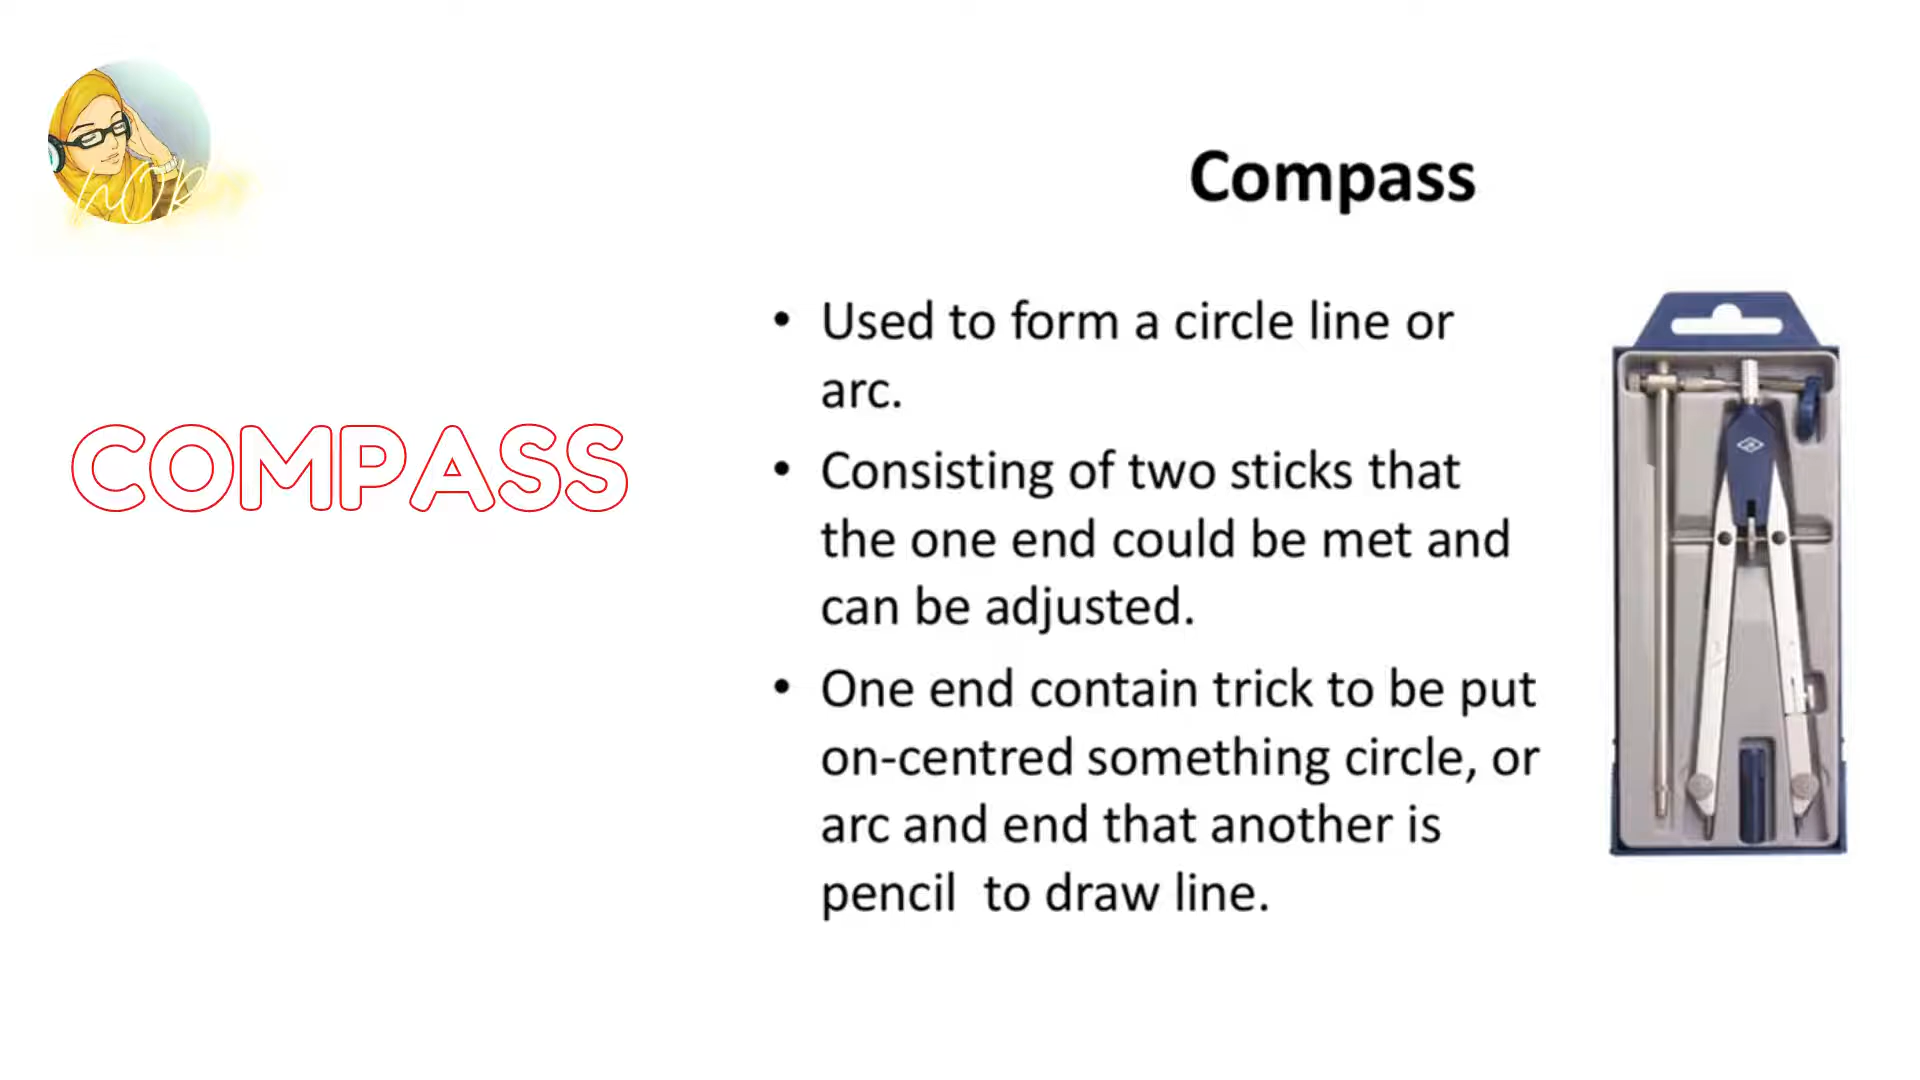 COMPASS
Compass
• Used to form a circle line or
arc.
• Consisting of two sticks that
the one end could be met and
can be adjusted.
• One end contain trick to be put
on-centred something circle, or
arc and end that another is
pencil  to draw line.